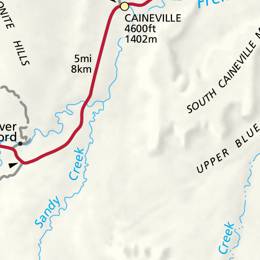 CAINEVILLE
4600ft
1402m
5mi
8km
HILLS
SOUTH CAINEVILLE
UPPER BLUE
Sandy Creek
Creek